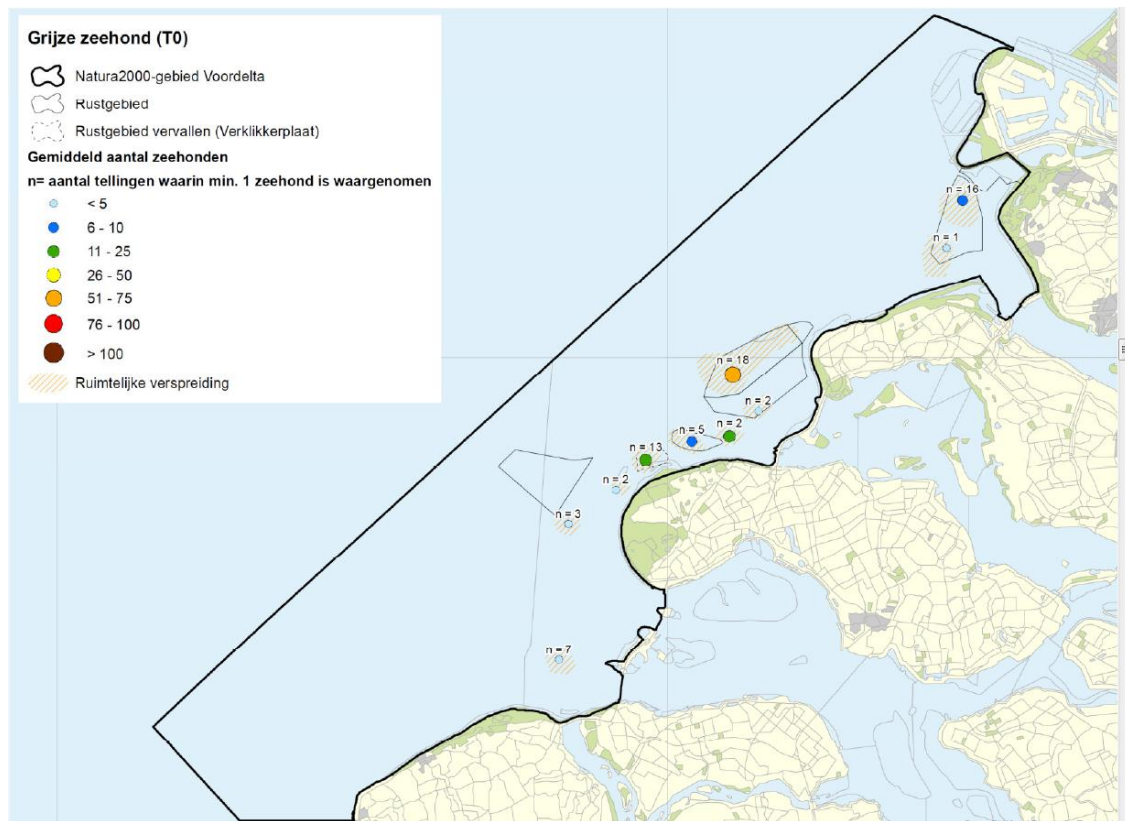 Grijze zeehond (T0)
Natura2000-gebied Voordelta
Rustgebied
Rustgebied vervallen (Verklikkerplaat)
Gemiddeld aantal zeehonden
n= aantal tellingen waarin min. 1 zeehond is waargenomen
< 5
6 - 10
11 - 25
26 - 50
51 - 75
76 - 100
> 100
Ruimtelijke verspreiding
n = 16
n = 1
n = 18
n = 2
n = 2
n = 5
n = 13
n = 2
n = 3
n = 7